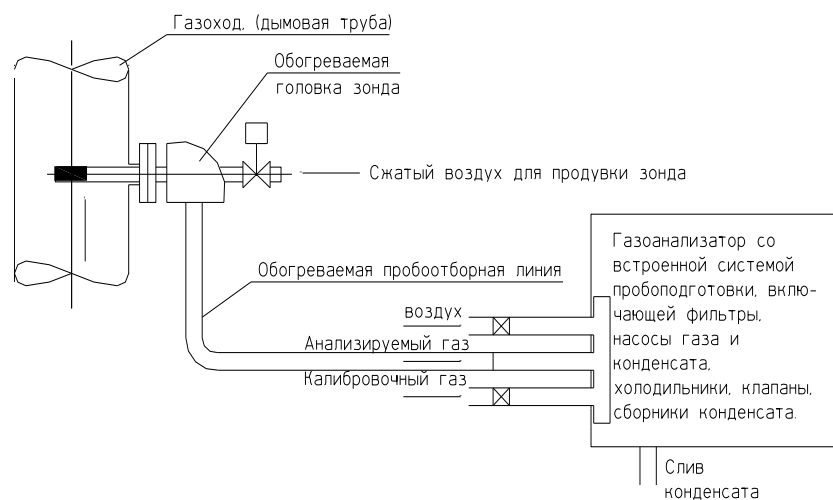 Газоход, (дымовая труба)
Обогреваемая
головка зонда
Сжатый воздух для продувки зонда
Обогреваемая пробоотборная линия
воздух
Анализируемый газ
Калибровочный газ
Газоанализатор со
встроенной системой
пробоподготовки, вклю-
чающей фильтры,
насосы газа и
конденсата,
холодильники, клапаны,
сборники конденсата.
Слив
конденсата